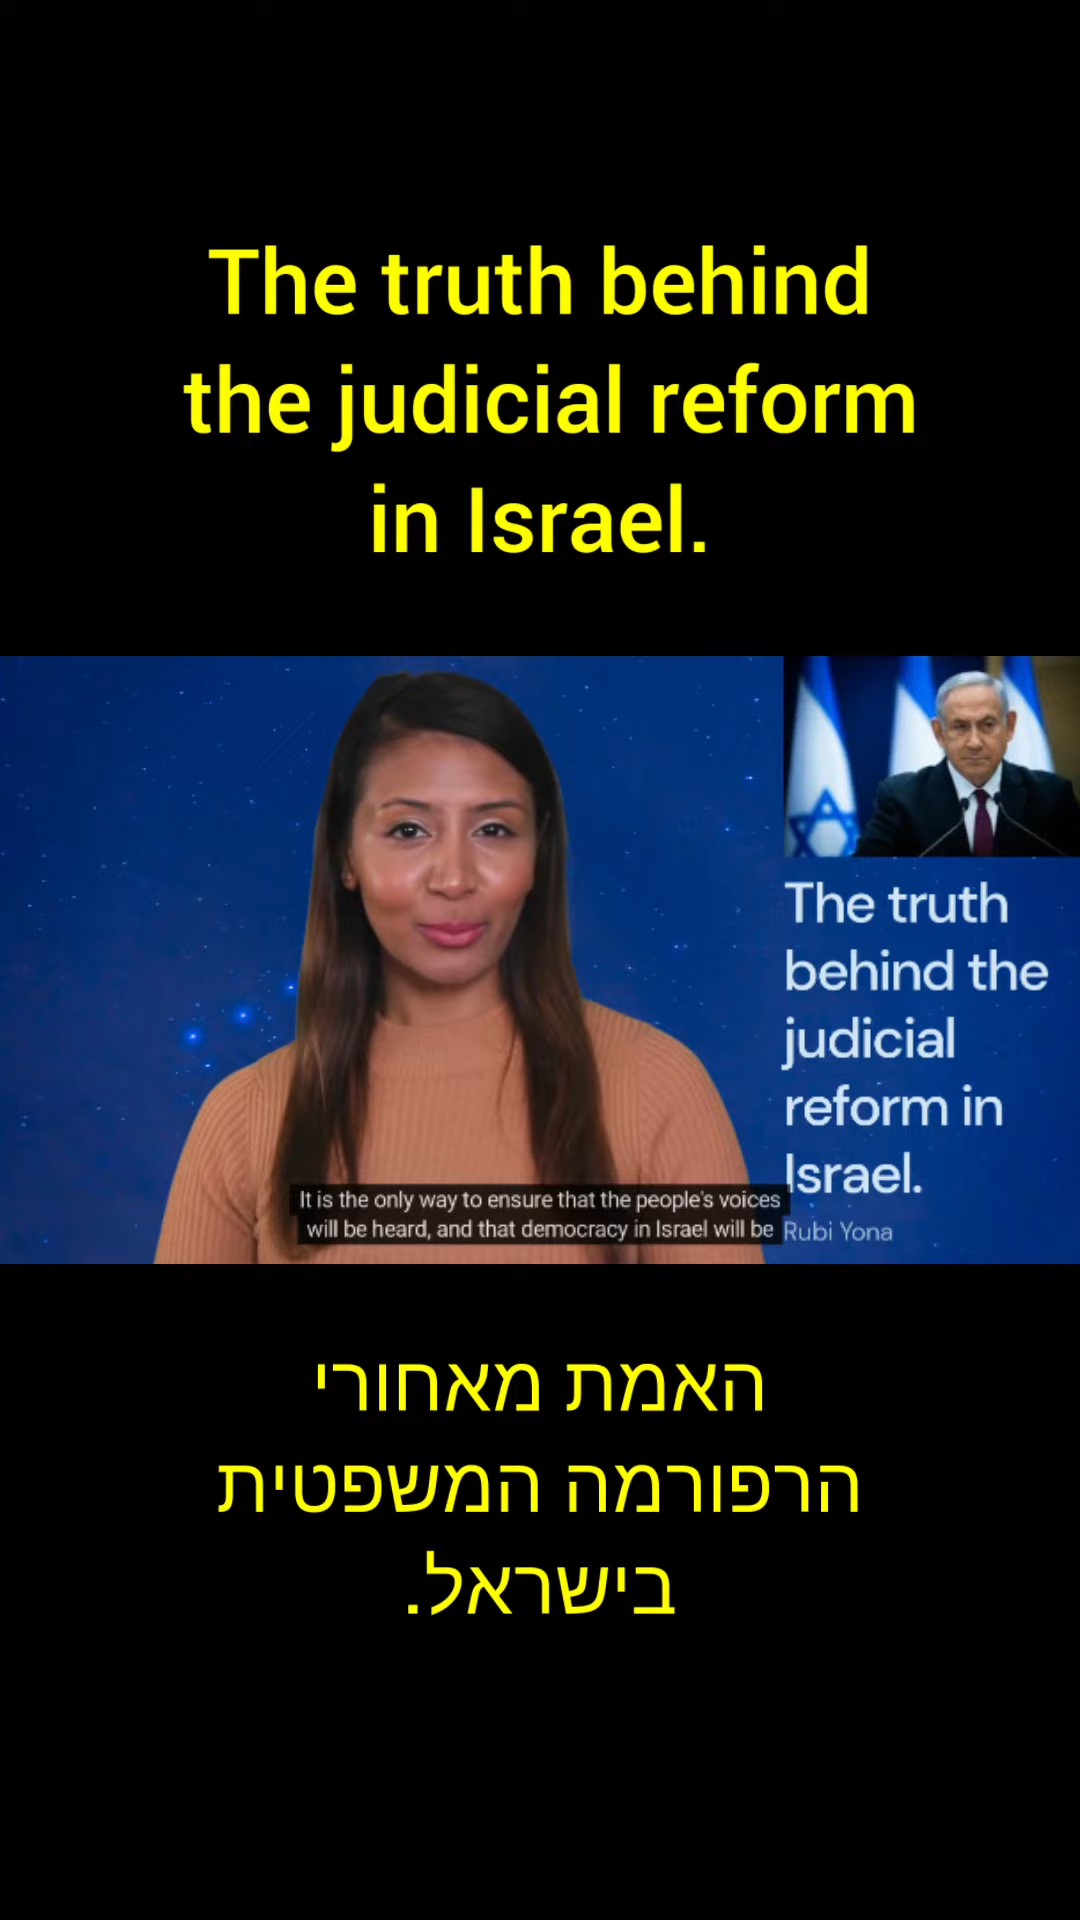 The truth behind
the judicial reform
in Israel.
The truth
behind the
judicial
reform in
Israel.
Rubi Yona
It is the only way to ensure that the people's voices
will be heard, and that democracy in Israel will be
האמת מאחורי
הרפורמה המשפטית
בישראל.